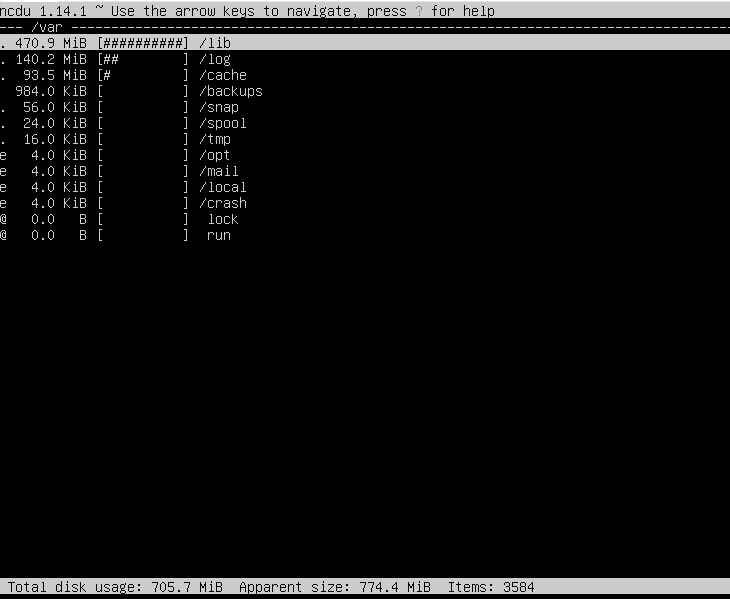 ncdu 1.14.1 ~ Use the arrow keys to navigate, press ? for help
--- /var ----------------------------------------------------------------------------------
. 470.9 MiB [##########] /lib
. 140.2 MiB [##        ] /log
.  93.5 MiB [#         ] /cache
  984.0 KiB [          ] /backups
.  56.0 KiB [          ] /snap
.  24.0 KiB [          ] /spool
.  16.0 KiB [          ] /tmp
e   4.0 KiB [          ] /opt
e   4.0 KiB [          ] /mail
e   4.0 KiB [          ] /local
e   4.0 KiB [          ] /crash
@   0.0   B [          ]  lock
@   0.0   B [          ]  run
Total disk usage: 705.7 MiB  Apparent size: 774.4 MiB  Items: 3584